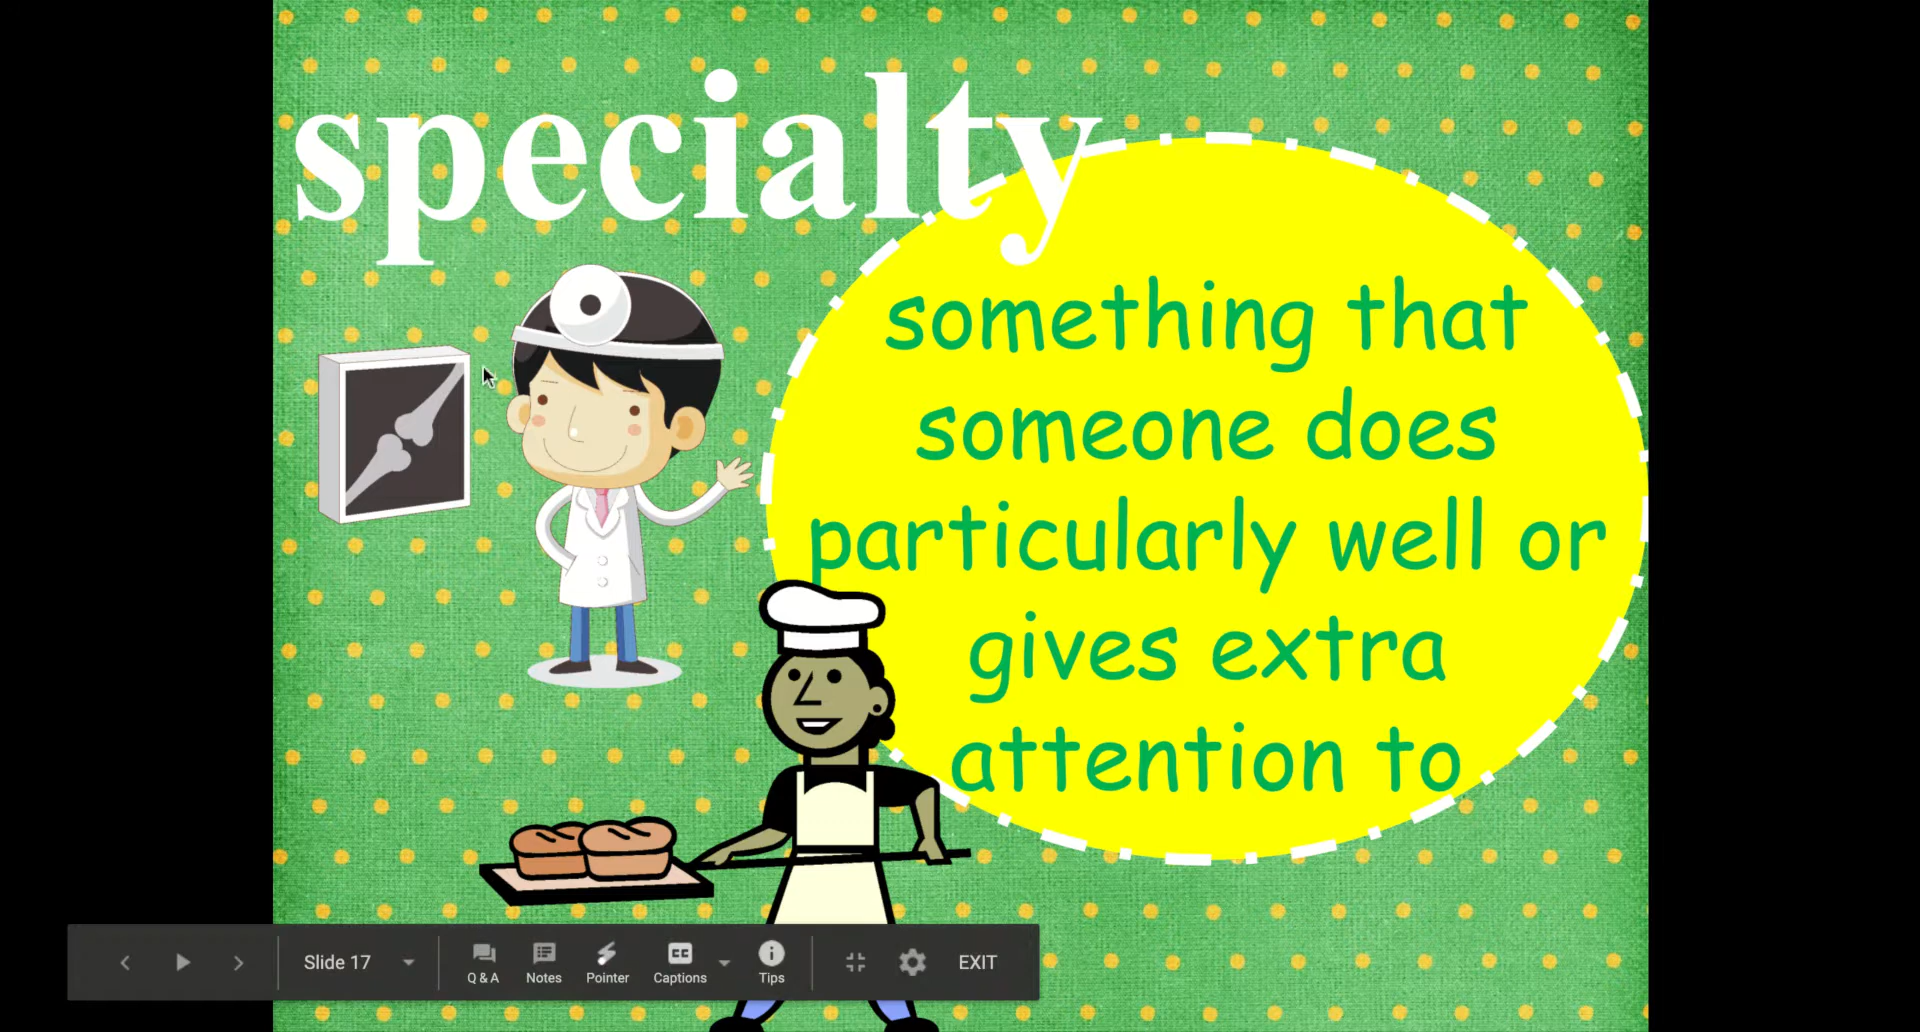 specialty
something that
someone does
particularly well or
gives extra
attention to
Slide 17
Q & A
Notes
Pointer
CC
Captions
Tips
EXIT